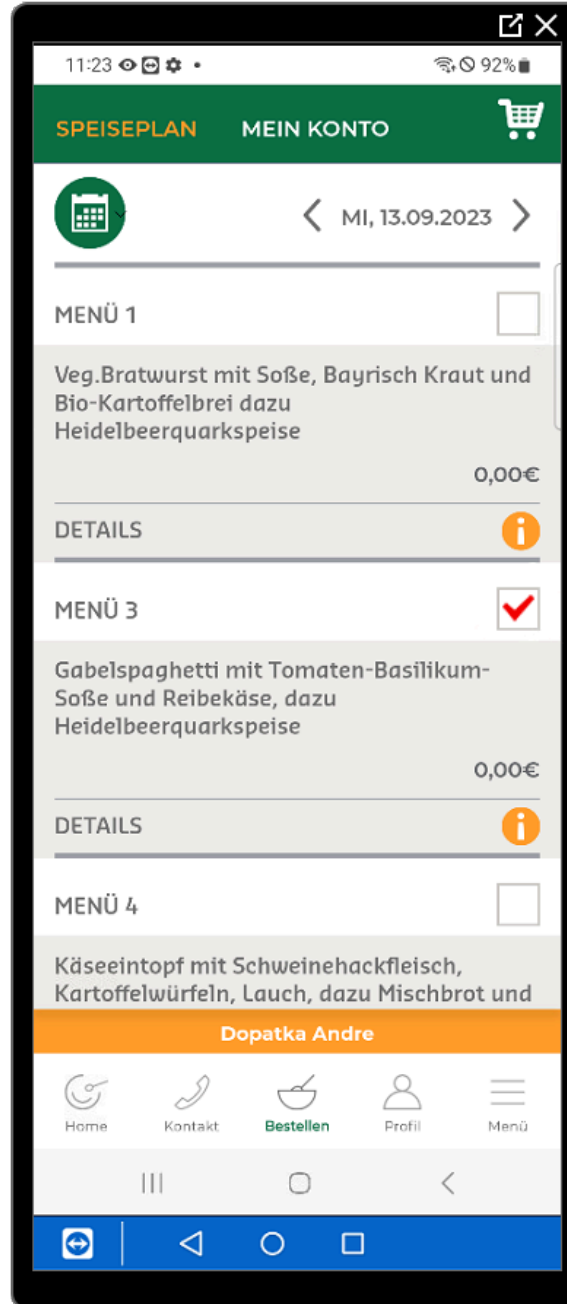 11:23
92%
SPEISEPLAN MEIN KONTO
MI, 13.09.2023
MENÜ 1
Veg.Bratwurst mit Soße, Bayrisch Kraut und
Bio-Kartoffelbrei dazu
Heidelbeerquarkspeise
0,00€
DETAILS
MENÜ 3
Gabelspaghetti mit Tomaten-Basilikum-
Soße und Reibekäse, dazu
Heidelbeerquarkspeise
0,00€
DETAILS
MENÜ 4
Käseeintopf mit Schweinehackfleisch,
Kartoffelwürfeln, Lauch, dazu Mischbrot und
Dopatka Andre
Home Kontakt Bestellen Profil Menü